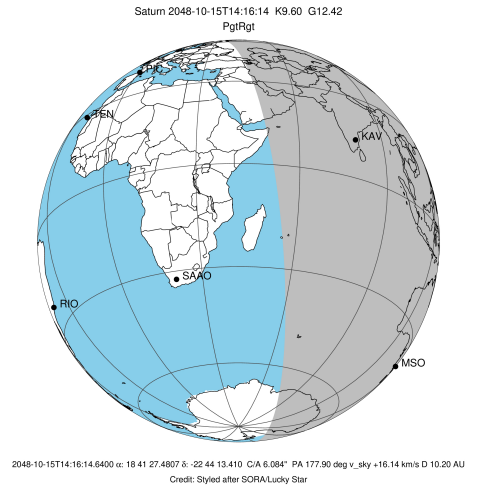 Saturn 2048-10-15T14:16:14 K9.60 G12.42
PgtRgt
PIC
TEN
KAV
SAAO
RIO
MSO
2048-10-15T14:16:14.6400 α: 18 41 27.4807 δ: -22 44 13.410 C/A 6.084" PA 177.90 deg v_sky +16.14 km/s D 10.20 AU
Credit: Styled after SORA/Lucky Star